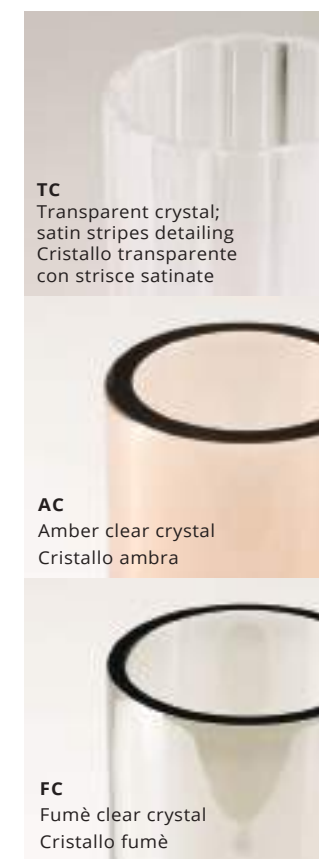 TC
Transparent crystal;
satin stripes detailing
Cristallo transparente
con strisce satinate
AC
Amber clear crystal
Cristallo ambra
FC
Fumè clear crystal
Cristallo fumè